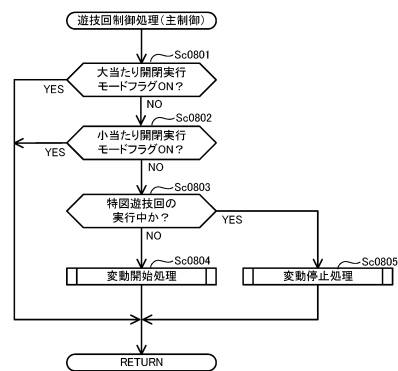 遊技回制御処理(主制御)
Sc0801
大当たり開閉実行
モードフラグON?
YES
NO
Sc0802
小当たり開閉実行
モードフラグON?
YES
NO
Sc0803
特図遊技回の
実行中か?
YES
NO
Sc0804
変動開始処理
Sc0805
変動停止処理
RETURN